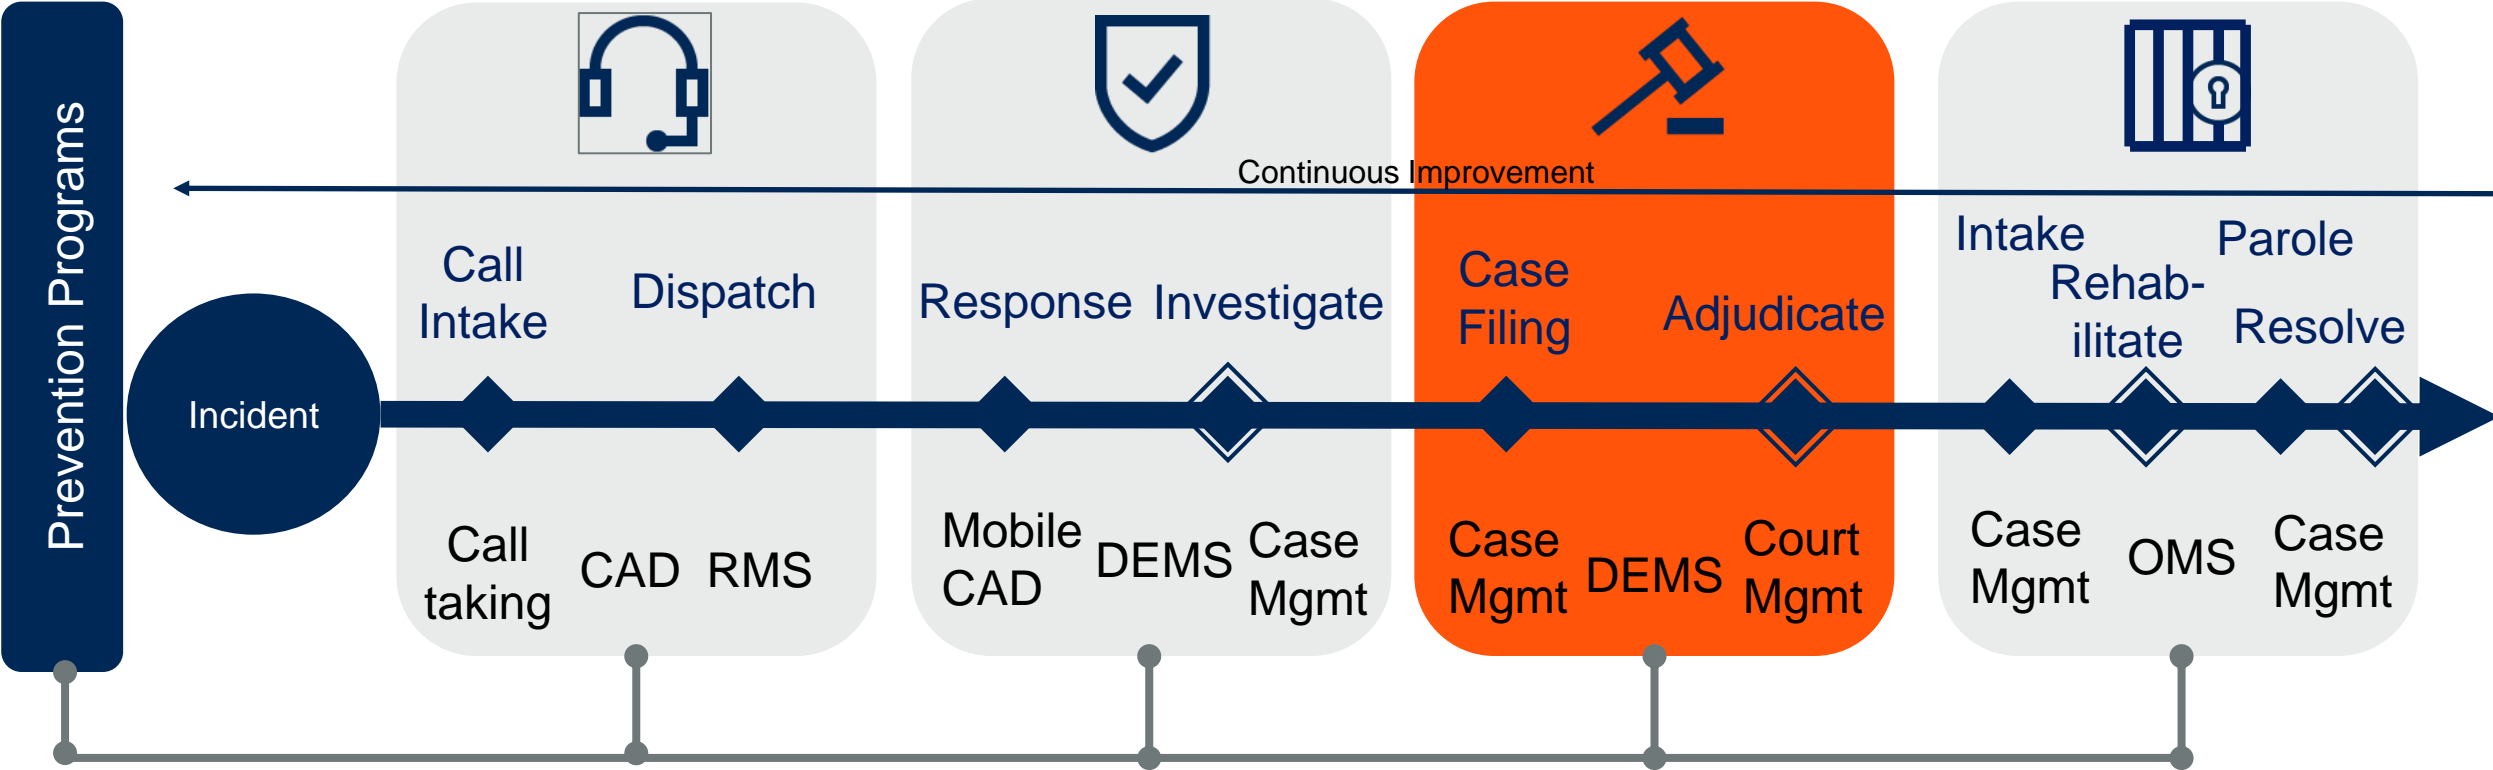 Prevention Programs
Incident
Continuous Improvement
Call
Intake
Dispatch
Response
Investigate
Case
Filing
Adjudicate
Intake
Rehab-
ilitate
Parole
Resolve
Call
taking
CAD
RMS
Mobile
CAD
DEMS
Case
Mgmt
Case
Mgmt
DEMS
Court
Mgmt
Case
Mgmt
OMS
Case
Mgmt